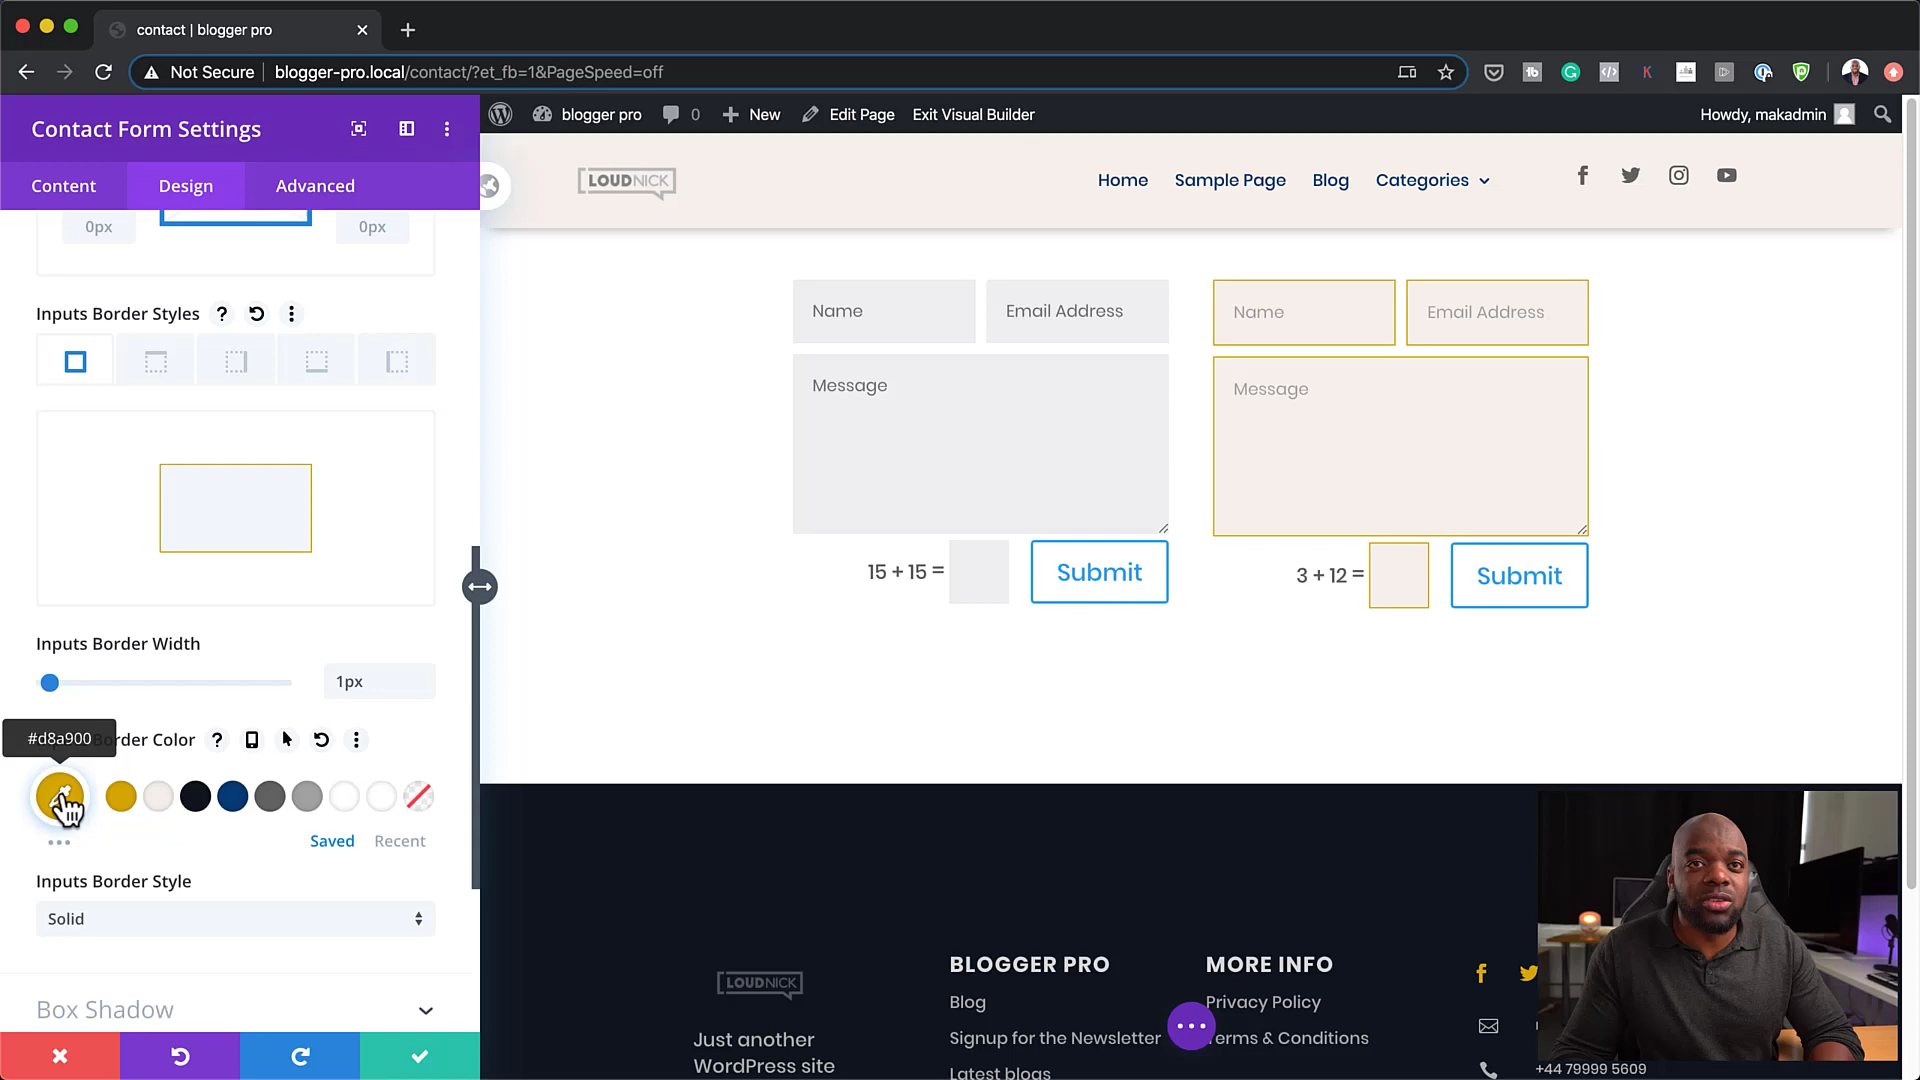 contact | blogger pro
Not Secure
blogger-pro.local/contact/?et_fb=1&PageSpeed=off
Contact Form Settings
blogger pro
0
New
Edit Page
Exit Visual Builder
Howdy, makadmin
Content
Design
Advanced
LOUDNICK
Home
Sample Page
Blog
Categories
0px
0px
Inputs Border Styles
Name
Email Address
Message
15 + 15 =
Submit
Name
Email Address
Message
3 + 12 =
Submit
Inputs Border Width
1px
#d8a900
Border Color
Saved
Recent
Inputs Border Style
Solid
Box Shadow
LOUDNICK
Just another
WordPress site
BLOGGER PRO
Blog
Signup for the Newsletter
Latest blogs
MORE INFO
Privacy Policy
Terms & Conditions
+44 79999 5609